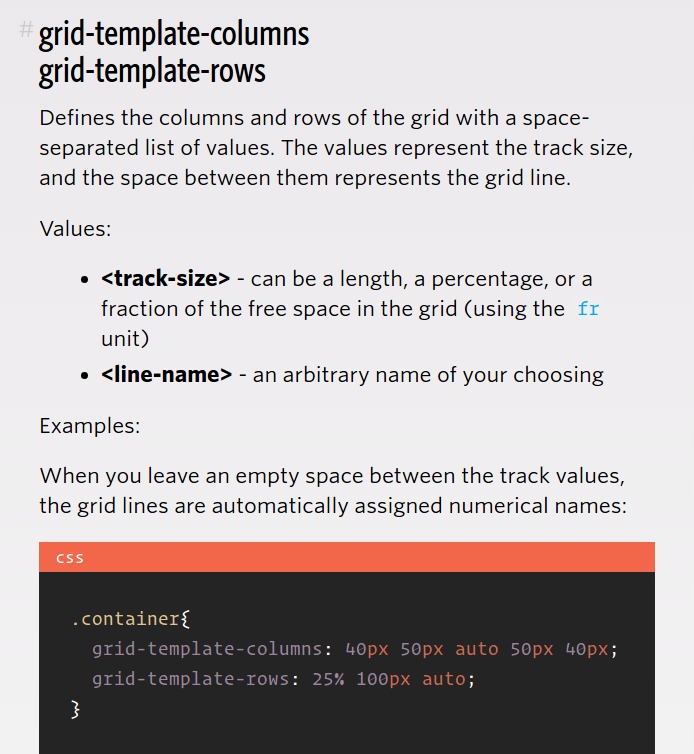 # grid-template-columns
grid-template-rows
Defines the columns and rows of the grid with a space-
separated list of values. The values represent the track size,
and the space between them represents the grid line.
Values:
• <track-size> - can be a length, a percentage, or a
fraction of the free space in the grid (using the fr
unit)
• <line-name> - an arbitrary name of your choosing
Examples:
When you leave an empty space between the track values,
the grid lines are automatically assigned numerical names:
css
.container{
  grid-template-columns: 40px 50px auto 50px 40px;
  grid-template-rows: 25% 100px auto;
}